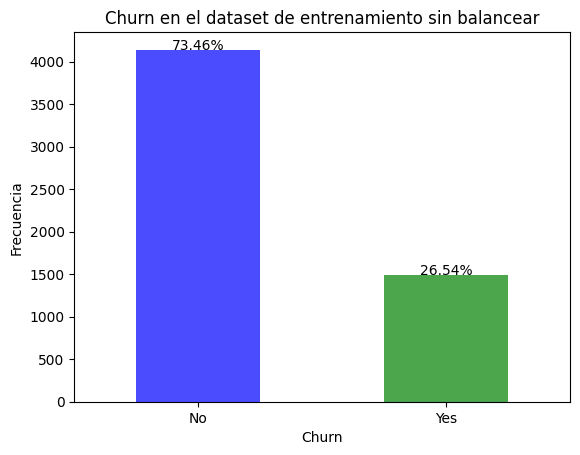 Churn en el dataset de entrenamiento sin balancear
73.46%
4000
3500
3000
2500
2000
26.54%
1500
1000
500
0
Frecuencia
No Yes
Churn